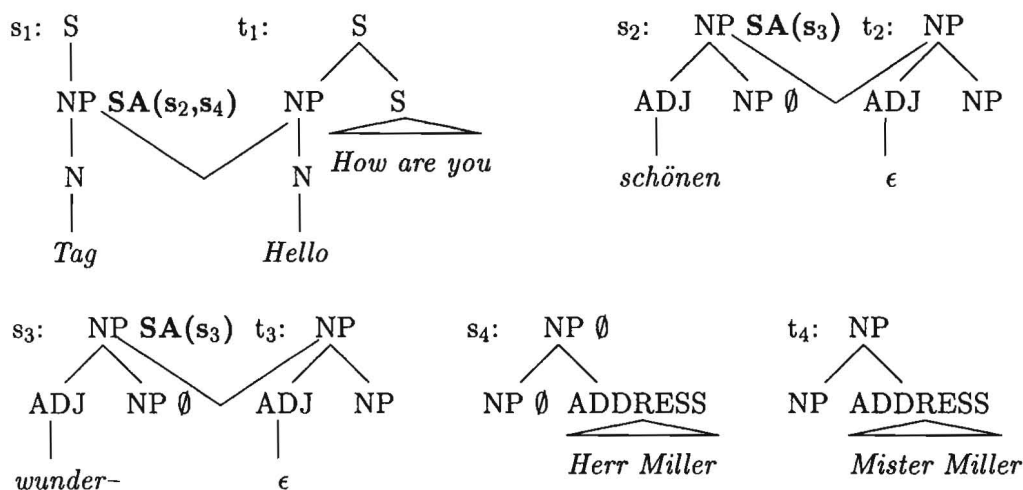 s₁: S t₁: S
s₂: NP SA(s₃) t₂: NP
NP SA(s₂,s₄) NP S
ADJ NP ∅ ADJ NP
N N How are you
schönen ϵ
Tag Hello
s₃: NP SA(s₃) t₃: NP
s₄: NP ∅ t₄: NP
ADJ NP ∅ ADJ NP
NP ∅ ADDRESS NP ADDRESS
wunder– ϵ
Herr Miller Mister Miller